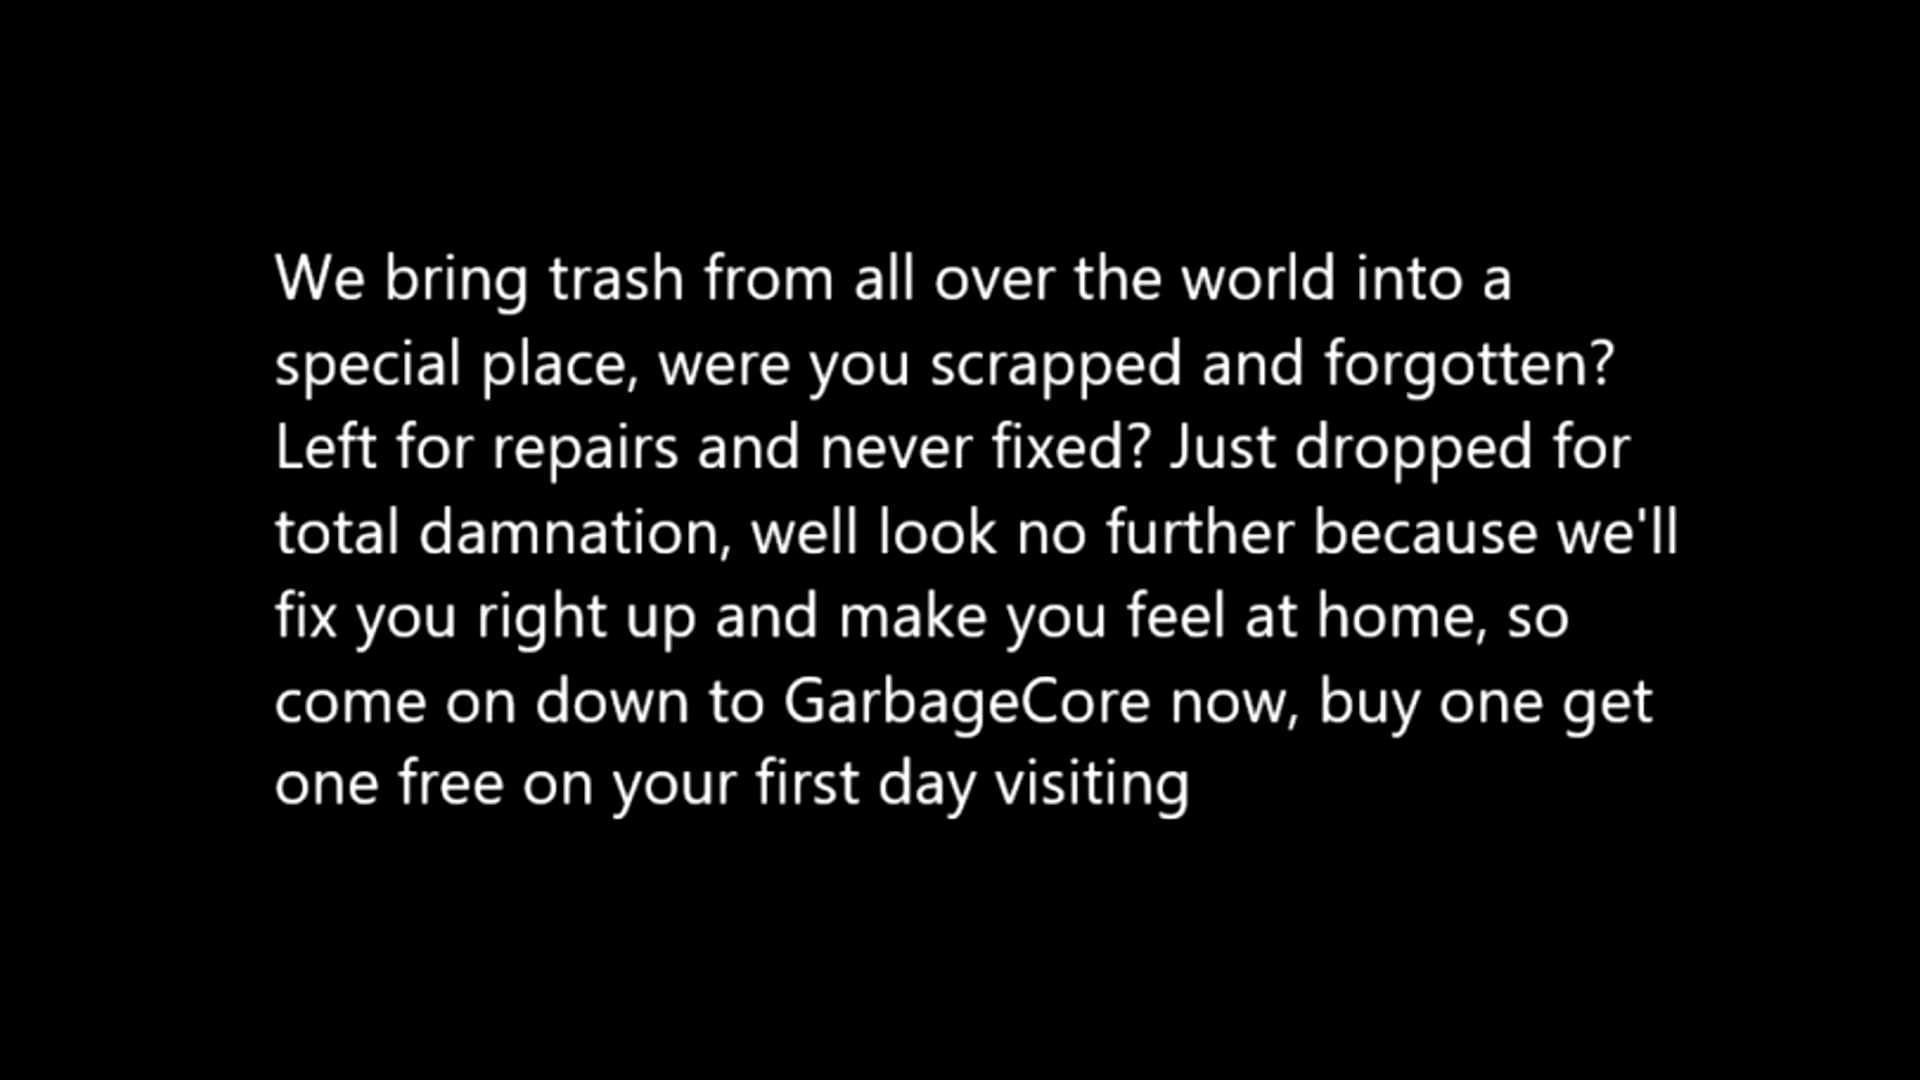 We bring trash from all over the world into a
special place, were you scrapped and forgotten?
Left for repairs and never fixed? Just dropped for
total damnation, well look no further because we'll
fix you right up and make you feel at home, so
come on down to GarbageCore now, buy one get
one free on your first day visiting